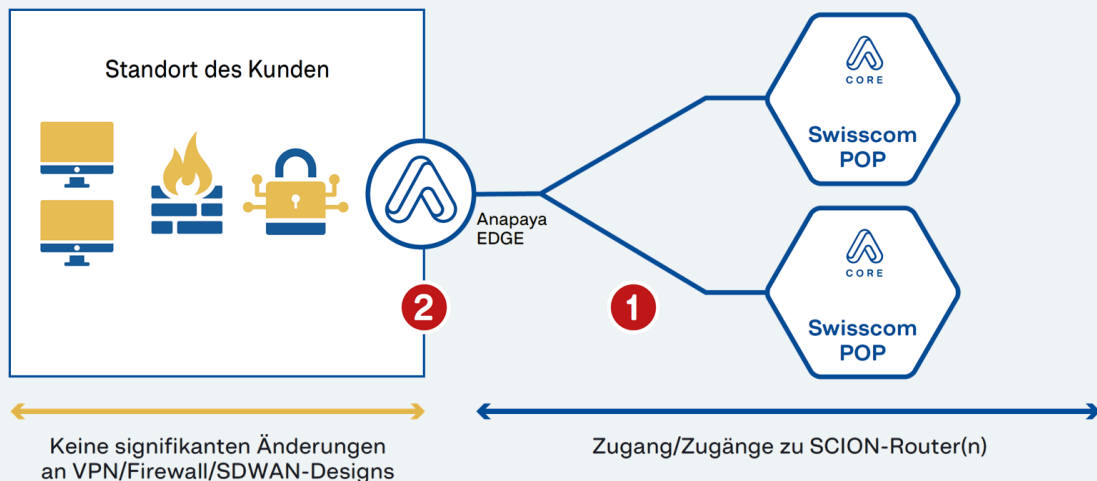 Standort des Kunden
CORE
Swisscom
POP
Anapaya
EDGE
2
1
CORE
Swisscom
POP
Keine signifikanten Änderungen
an VPN/Firewall/SDWAN-Designs
Zugang/Zugänge zu SCION-Router(n)